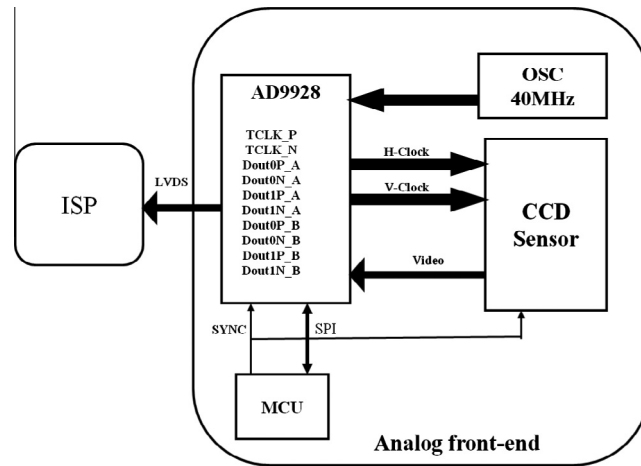 OSC
40MHz
AD9928
TCLK_P
TCLK_N
Dout0P_A
Dout0N_A
Dout1P_A
Dout1N_A
Dout0P_B
Dout0N_B
Dout1P_B
Dout1N_B
H-Clock
V-Clock
Video
CCD
Sensor
LVDS
ISP
SYNC
SPI
MCU
Analog front-end